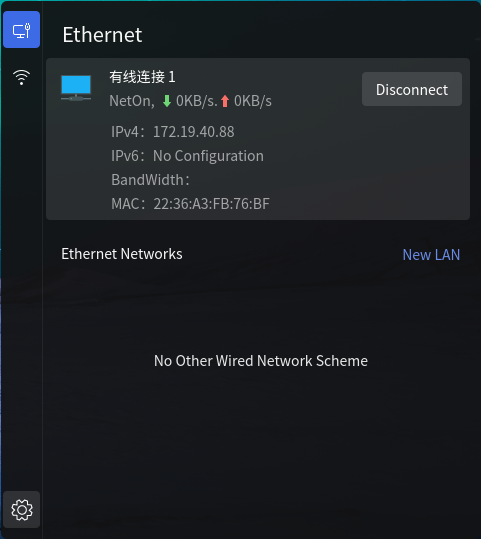 Ethernet
有线连接 1
Disconnect
NetOn, 0KB/s. 0KB/s
IPv4：172.19.40.88
IPv6：No Configuration
BandWidth：
MAC：22:36:A3:FB:76:BF
Ethernet Networks
New LAN
No Other Wired Network Scheme